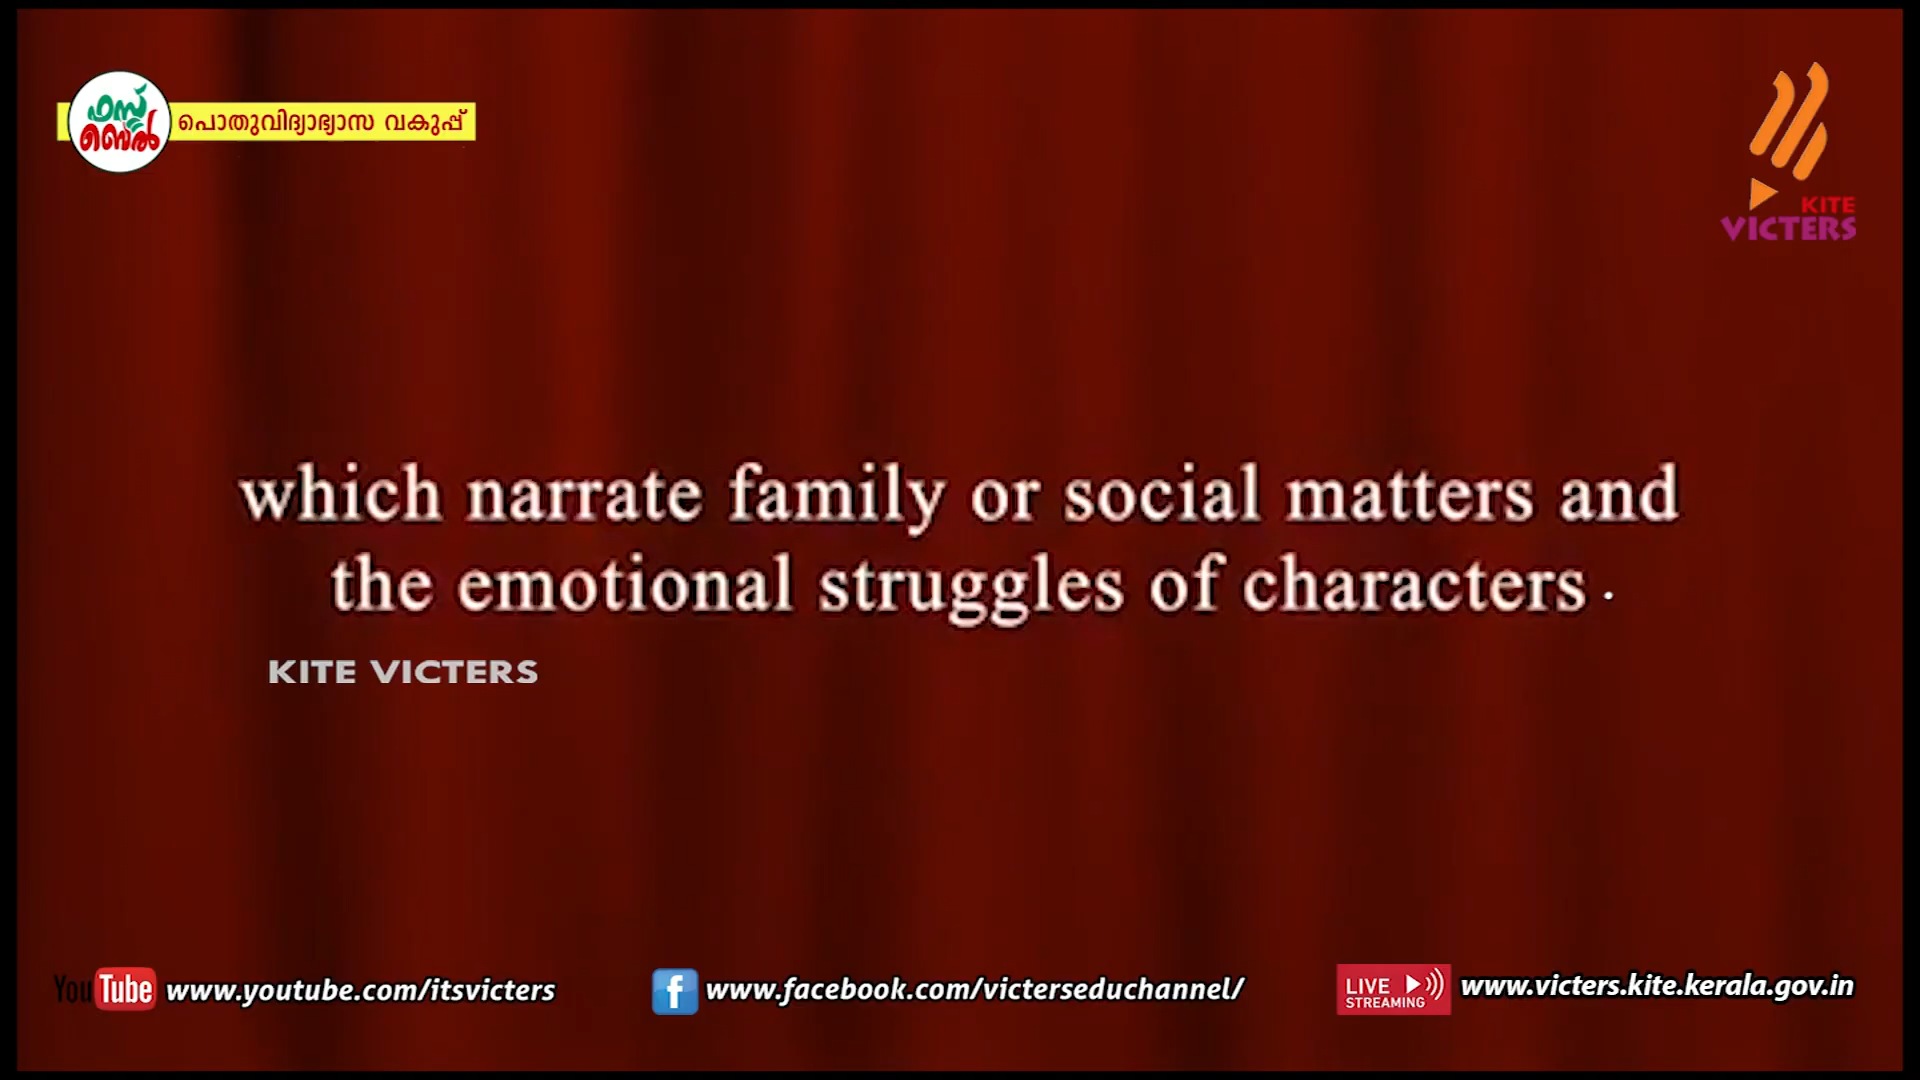 ഫസ്റ്റ്
ബെൽ
പൊതുവിദ്യാഭ്യാസ വകുപ്പ്
KITE
VICTERS
which narrate family or social matters and
the emotional struggles of characters .
KITE VICTERS
YouTube www.youtube.com/itsvicters
f www.facebook.com/victerseduchannel/
LIVE
STREAMING
www.victers.kite.kerala.gov.in